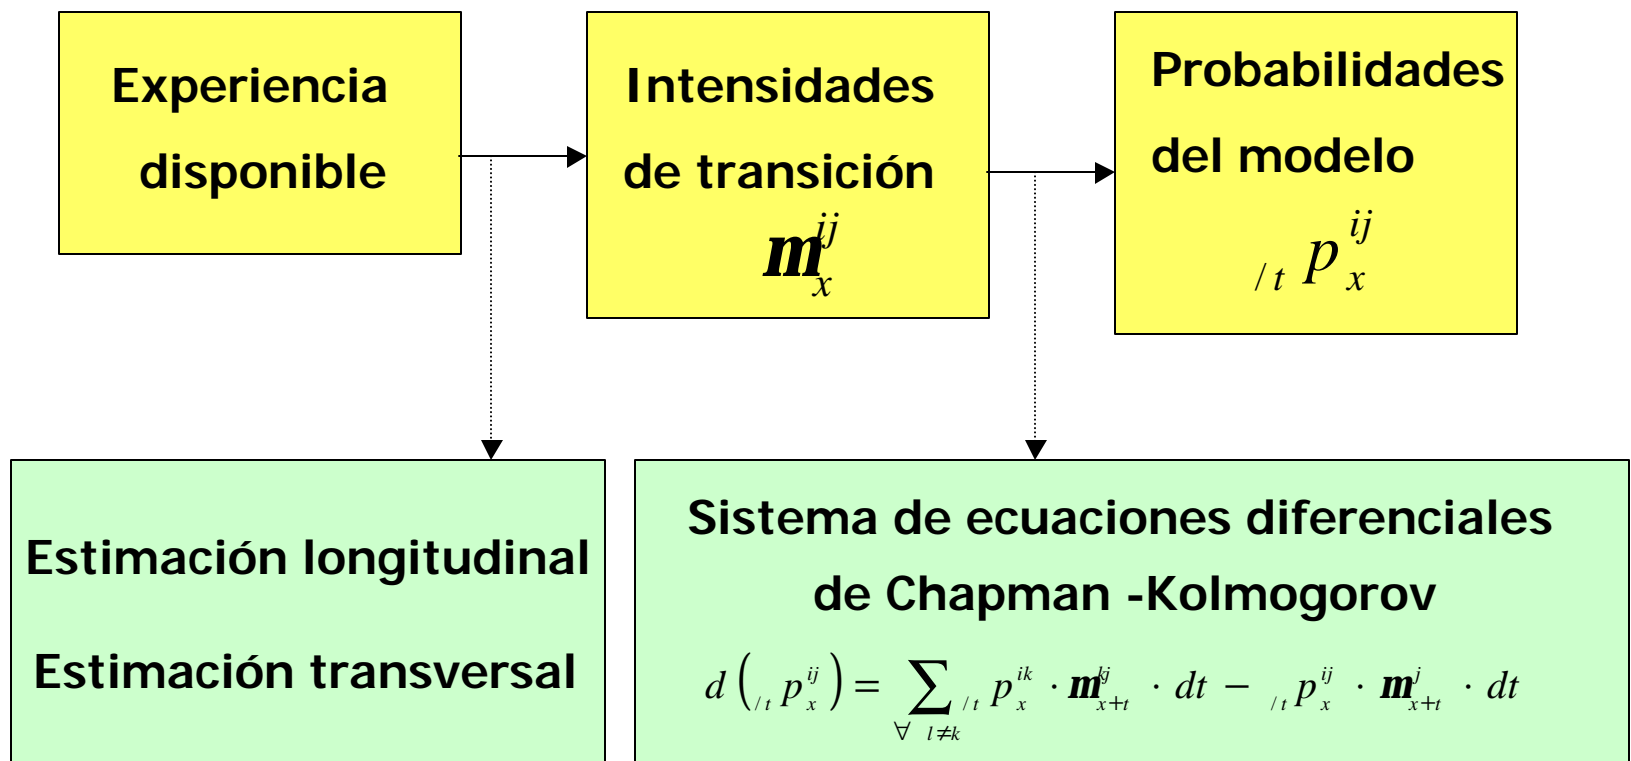 Experiencia
disponible
Intensidades
de transición
𝒎_x^{ij}
Probabilidades
del modelo
_{/t} p_x^{ij}
Estimación longitudinal
Estimación transversal
Sistema de ecuaciones diferenciales
de Chapman -Kolmogorov
d (_{/t} p_x^{ij}) = ∑_{∀ l≠k} _{/t} p_x^{ik} · 𝒎_{x+t}^{kj} · dt − _{/t} p_x^{ij} · 𝒎_{x+t}^{j} · dt